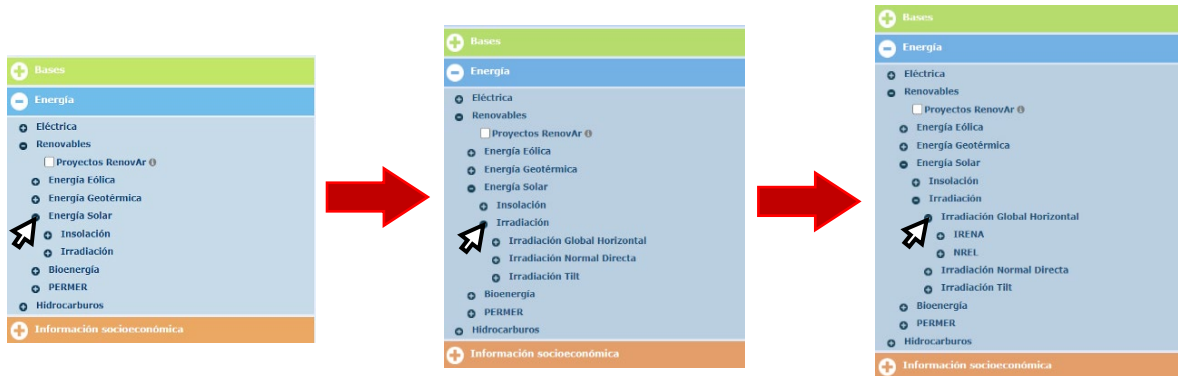 Bases
Energía
Eléctrica
Renovables
Proyectos RenovAr
Energía Eólica
Energía Geotérmica
Energía Solar
Insolación
Irradiación
Bioenergía
PERMER
Hidrocarburos
Información socioeconómica
Bases
Energía
Eléctrica
Renovables
Proyectos RenovAr
Energía Eólica
Energía Geotérmica
Energía Solar
Insolación
Irradiación
Irradiación Global Horizontal
Irradiación Normal Directa
Irradiación Tilt
Bioenergía
PERMER
Hidrocarburos
Información socioeconómica
Bases
Energía
Eléctrica
Renovables
Proyectos RenovAr
Energía Eólica
Energía Geotérmica
Energía Solar
Insolación
Irradiación
Irradiación Global Horizontal
IRENA
NREL
Irradiación Normal Directa
Irradiación Tilt
Bioenergía
PERMER
Hidrocarburos
Información socioeconómica